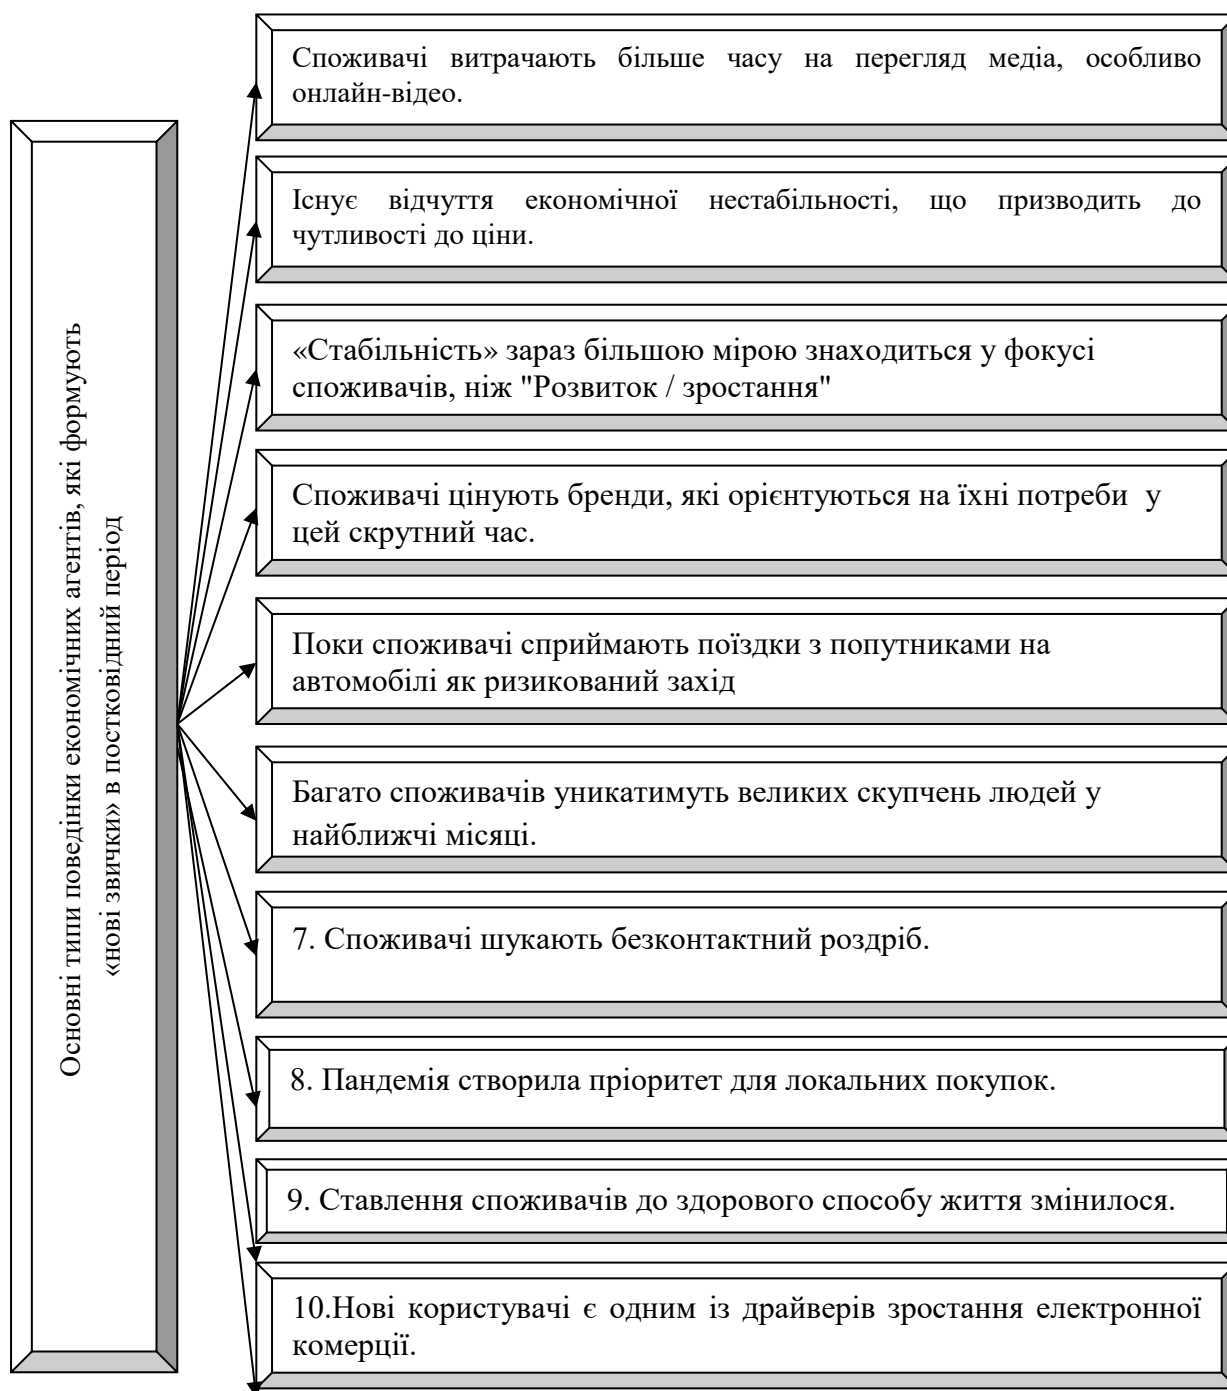 Основні типи поведінки економічних агентів, які формують
«нові звички» в постковідний період
Споживачі витрачають більше часу на перегляд медіа, особливо
онлайн-відео.
Існує відчуття економічної нестабільності, що призводить до
чутливості до ціни.
«Стабільність» зараз більшою мірою знаходиться у фокусі
споживачів, ніж "Розвиток / зростання"
Споживачі цінують бренди, які орієнтуються на їхні потреби у
цей скрутний час.
Поки споживачі сприймають поїздки з попутниками на
автомобілі як ризикований захід
Багато споживачів уникатимуть великих скупчень людей у
найближчі місяці.
7. Споживачі шукають безконтактний роздріб.
8. Пандемія створила пріоритет для локальних покупок.
9. Ставлення споживачів до здорового способу життя змінилося.
10.Нові користувачі є одним із драйверів зростання електронної
комерції.